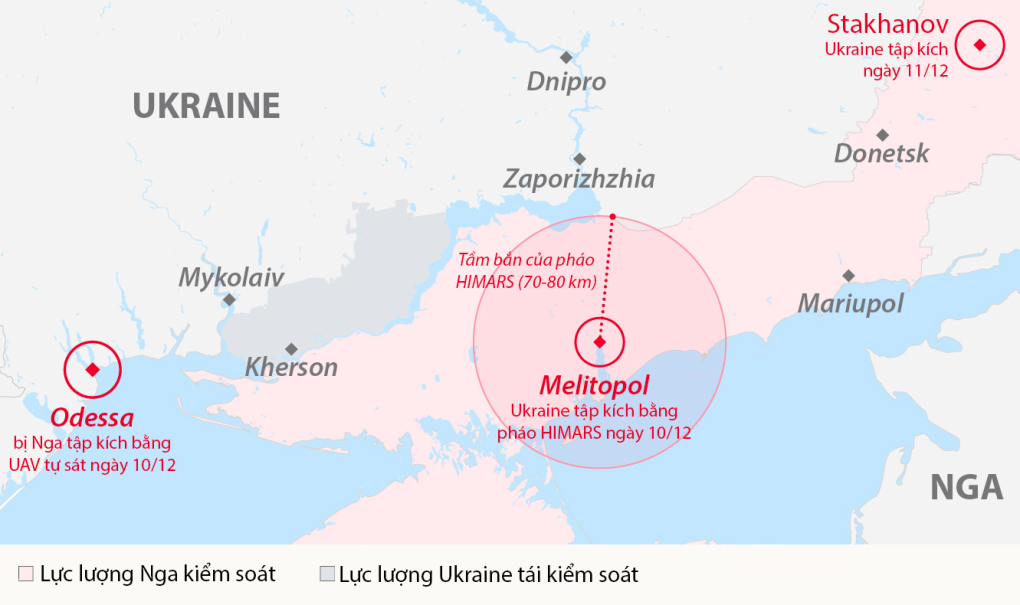 Stakhanov
Ukraine tập kích
ngày 11/12
Dnipro
UKRAINE
Donetsk
Zaporizhzhia
Tầm bắn của pháo
HIMARS (70-80 km)
Mykolaiv
Mariupol
Kherson
Melitopol
Ukraine tập kích bằng
pháo HIMARS ngày 10/12
Odessa
bị Nga tập kích bằng
UAV tự sát ngày 10/12
NGA
Lực lượng Nga kiểm soát
Lực lượng Ukraine tái kiểm soát